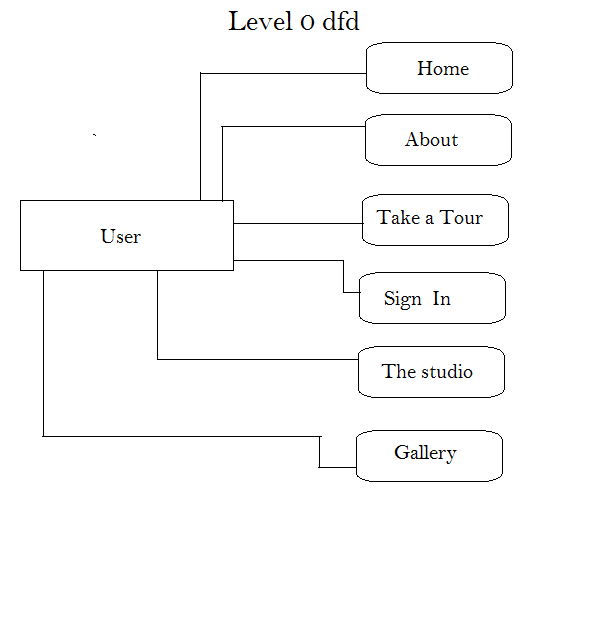 Level 0 dfd
Home
About
Take a Tour
User
Sign In
The studio
Gallery